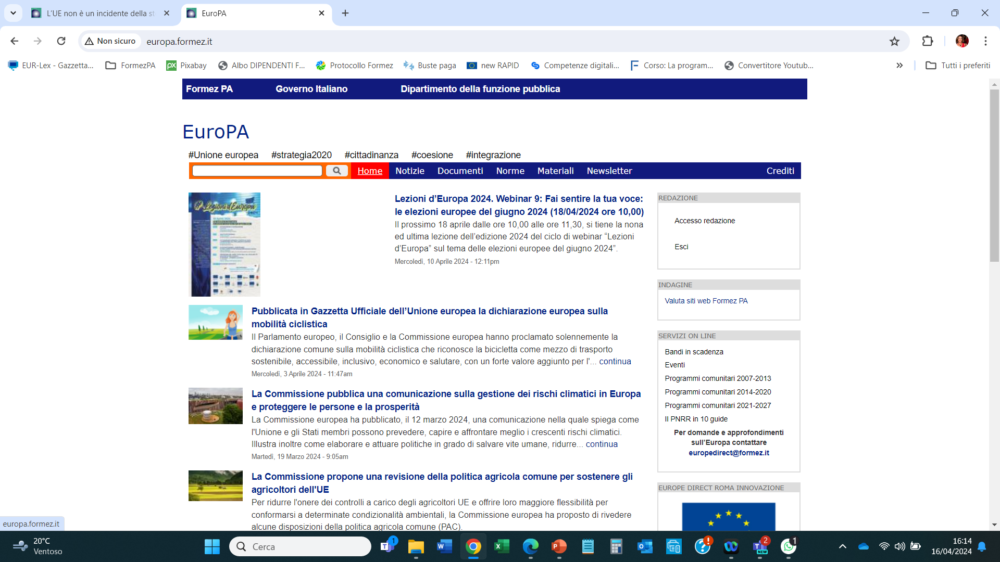 L'UE non è un incidente della st
EuroPA
Non sicuro
europa.formez.it
EUR-Lex - Gazzetta...
FormezPA
Pixabay
Albo DIPENDENTI F...
Protocollo Formez
Buste paga
new RAPID
Competenze digitali...
Corso: La program...
Convertitore Youtub...
Tutti i preferiti
Formez PA
Governo Italiano
Dipartimento della funzione pubblica
EuroPA
#Unione europea
#strategia2020
#cittadinanza
#coesione
#integrazione
Home
Notizie
Documenti
Norme
Materiali
Newsletter
Crediti
#Lezioni d'Europa
Lezioni d’Europa 2024. Webinar 9: Fai sentire la tua voce:
le elezioni europee del giugno 2024 (18/04/2024 ore 10,00)
Il prossimo 18 aprile dalle ore 10,00 alle ore 11,30, si tiene la nona
ed ultima lezione dell’edizione 2024 del ciclo di webinar “Lezioni
d’Europa” sul tema delle elezioni europee del giugno 2024”.
Mercoledì, 10 Aprile 2024 - 12:11pm
Pubblicata in Gazzetta Ufficiale dell’Unione europea la dichiarazione europea sulla
mobilità ciclistica
Il Parlamento europeo, il Consiglio e la Commissione europea hanno proclamato solennemente la
dichiarazione comune sulla mobilità ciclistica che riconosce la bicicletta come mezzo di trasporto
sostenibile, accessibile, inclusivo, economico e salutare, con un forte valore aggiunto per l'... continua
Mercoledì, 3 Aprile 2024 - 11:47am
La Commissione pubblica una comunicazione sulla gestione dei rischi climatici in Europa
e proteggere le persone e la prosperità
La Commissione europea ha pubblicato, il 12 marzo 2024, una comunicazione nella quale spiega come
l'Unione e gli Stati membri possono prevedere, capire e affrontare meglio i crescenti rischi climatici.
Illustra inoltre come elaborare e attuare politiche in grado di salvare vite umane, ridurre... continua
Martedì, 19 Marzo 2024 - 9:05am
La Commissione propone una revisione della politica agricola comune per sostenere gli
agricoltori dell'UE
Per ridurre l'onere dei controlli a carico degli agricoltori UE e offrire loro maggiore flessibilità per
conformarsi a determinate condizionalità ambientali, la Commissione europea ha proposto di rivedere
alcune disposizioni della politica agricola comune (PAC).
REDAZIONE
Accesso redazione
Esci
INDAGINE
Valuta siti web Formez PA
SERVIZI ON LINE
Bandi in scadenza
Eventi
Programmi comunitari 2007-2013
Programmi comunitari 2014-2020
Programmi comunitari 2021-2027
Il PNRR in 10 guide
Per domande e approfondimenti
sull’Europa contattare
europedirect@formez.it
EUROPE DIRECT ROMA INNOVAZIONE
europa.formez.it
20°C
Ventoso
Cerca
1
2
NEW
1
16:14
16/04/2024